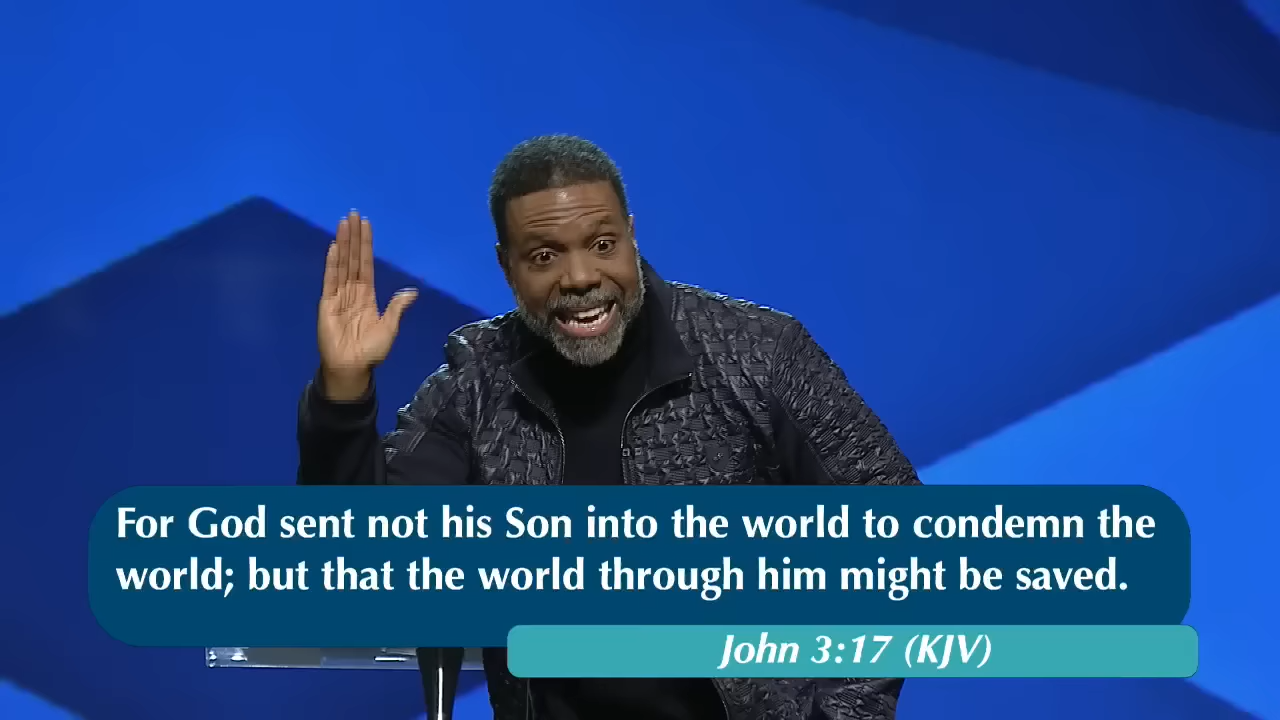 For God sent not his Son into the world to condemn the
world; but that the world through him might be saved.
John 3:17 (KJV)